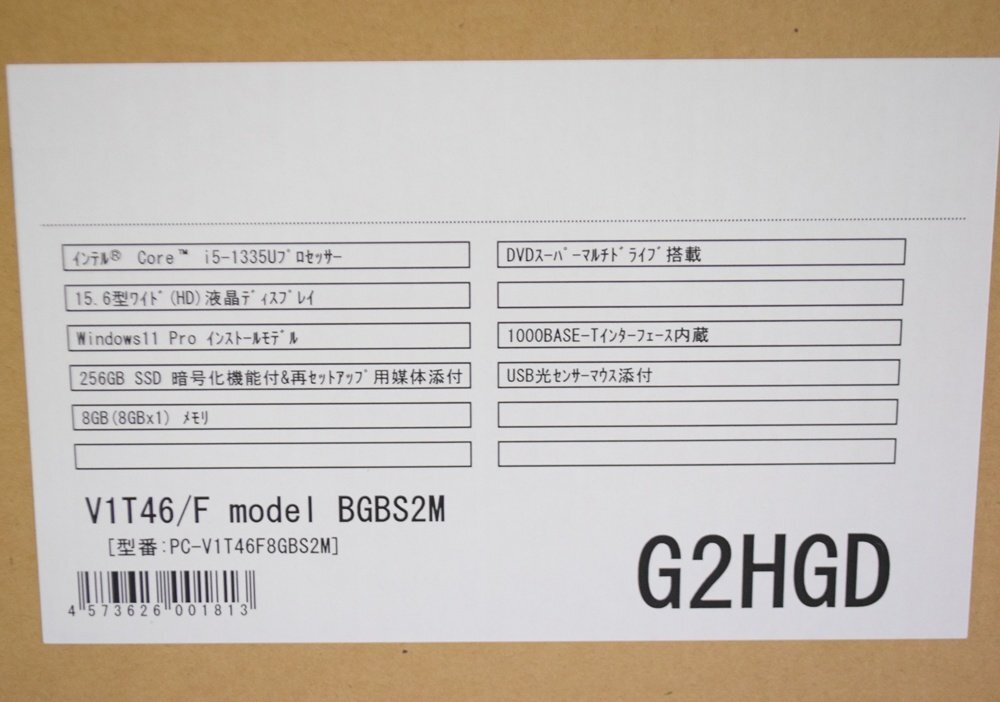 ｲﾝﾃﾙ® Core™ i5-1335Uﾌﾟﾛｾｯｻｰ
15.6型ﾜｲﾄﾞ(HD)液晶ﾃﾞｨｽﾌﾟﾚｲ
Windows11 Pro ｲﾝｽﾄｰﾙﾓﾃﾞﾙ
256GB SSD 暗号化機能付&再ｾｯﾄｱｯﾌﾟ用媒体添付
8GB(8GBx1) ﾒﾓﾘ
DVDｽｰﾊﾟｰﾏﾙﾁﾄﾞﾗｲﾌﾞ搭載
1000BASE-Tｲﾝﾀｰﾌｪｰｽ内蔵
USB光ｾﾝｻｰﾏｳｽ添付
V1T46/F model BGBS2M
[型番:PC-V1T46F8GBS2M]
4 573626 001813
G2HGD